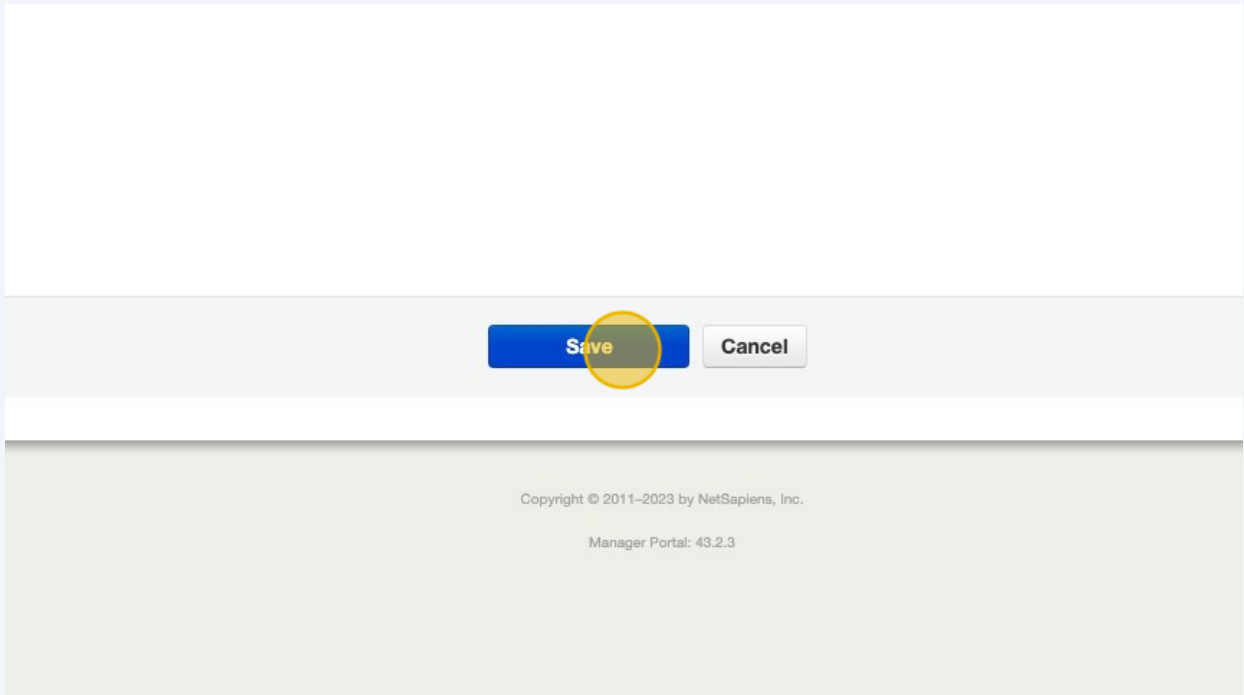 Save Cancel
Copyright © 2011–2023 by NetSapiens, Inc.
Manager Portal: 43.2.3